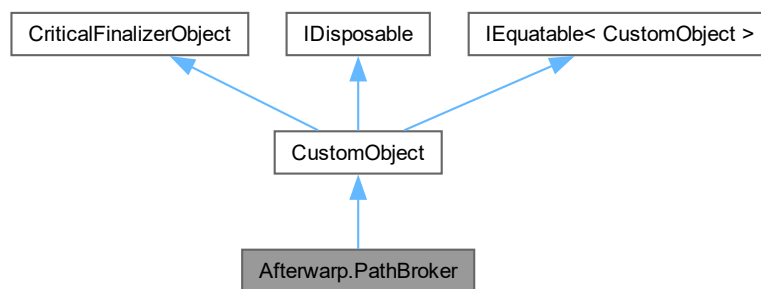 CriticalFinalizerObject
IDisposable
IEquatable< CustomObject >
CustomObject
Afterwarp.PathBroker